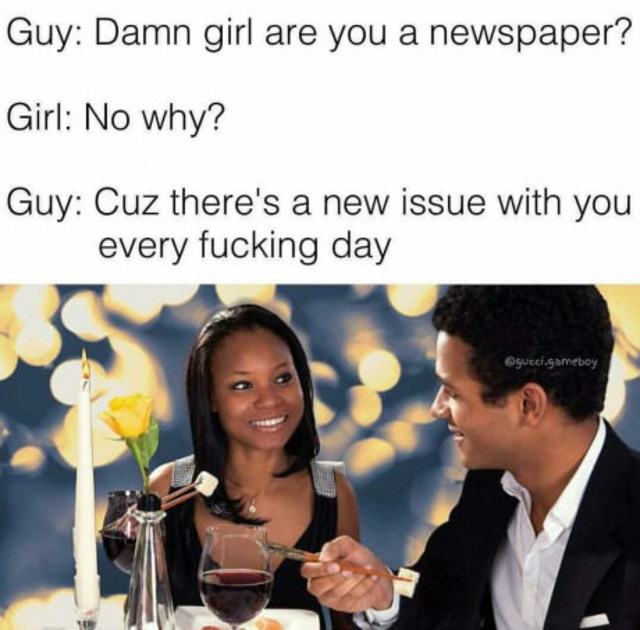 Guy: Damn girl are you a newspaper?
Girl: No why?
Guy: Cuz there's a new issue with you
every fucking day
@gucci.gameboy